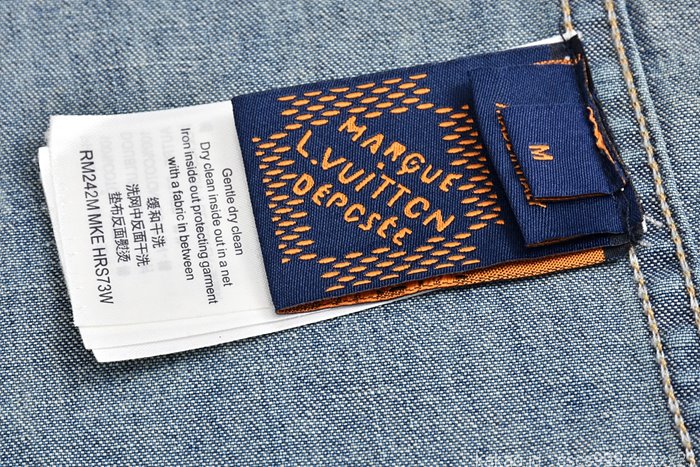 MARQUE
L.VUITTON
DÉPOSÉE
M
Gentle dry clean
Dry clean inside out in a net
Iron inside out protecting garment
with a fabric in between
缓和干洗
洗网中反面干洗
垫布反面熨烫
RM242M MKE HRS73W